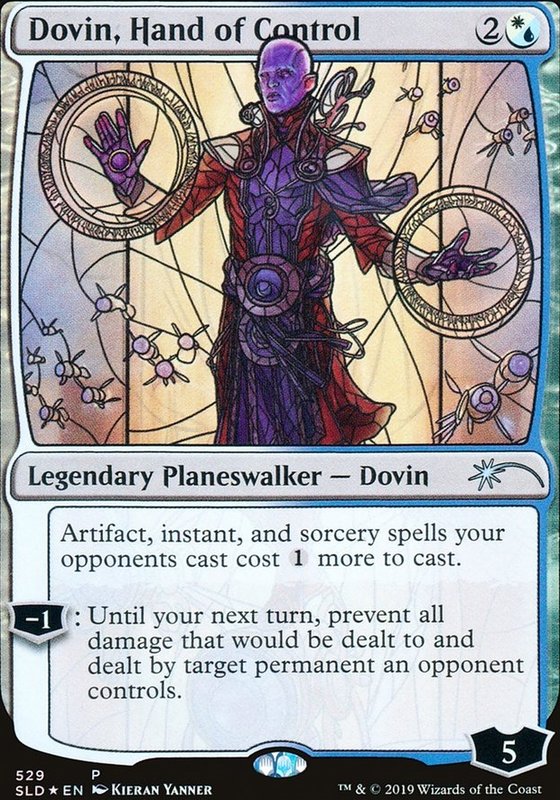 Dovin, Hand of Control 2
Legendary Planeswalker — Dovin
Artifact, instant, and sorcery spells your
opponents cast cost 1 more to cast.
−1 : Until your next turn, prevent all
damage that would be dealt to and
dealt by target permanent an opponent
controls.
5
529 P
SLD ★ EN Kieran Yanner
™ & © 2019 Wizards of the Coast